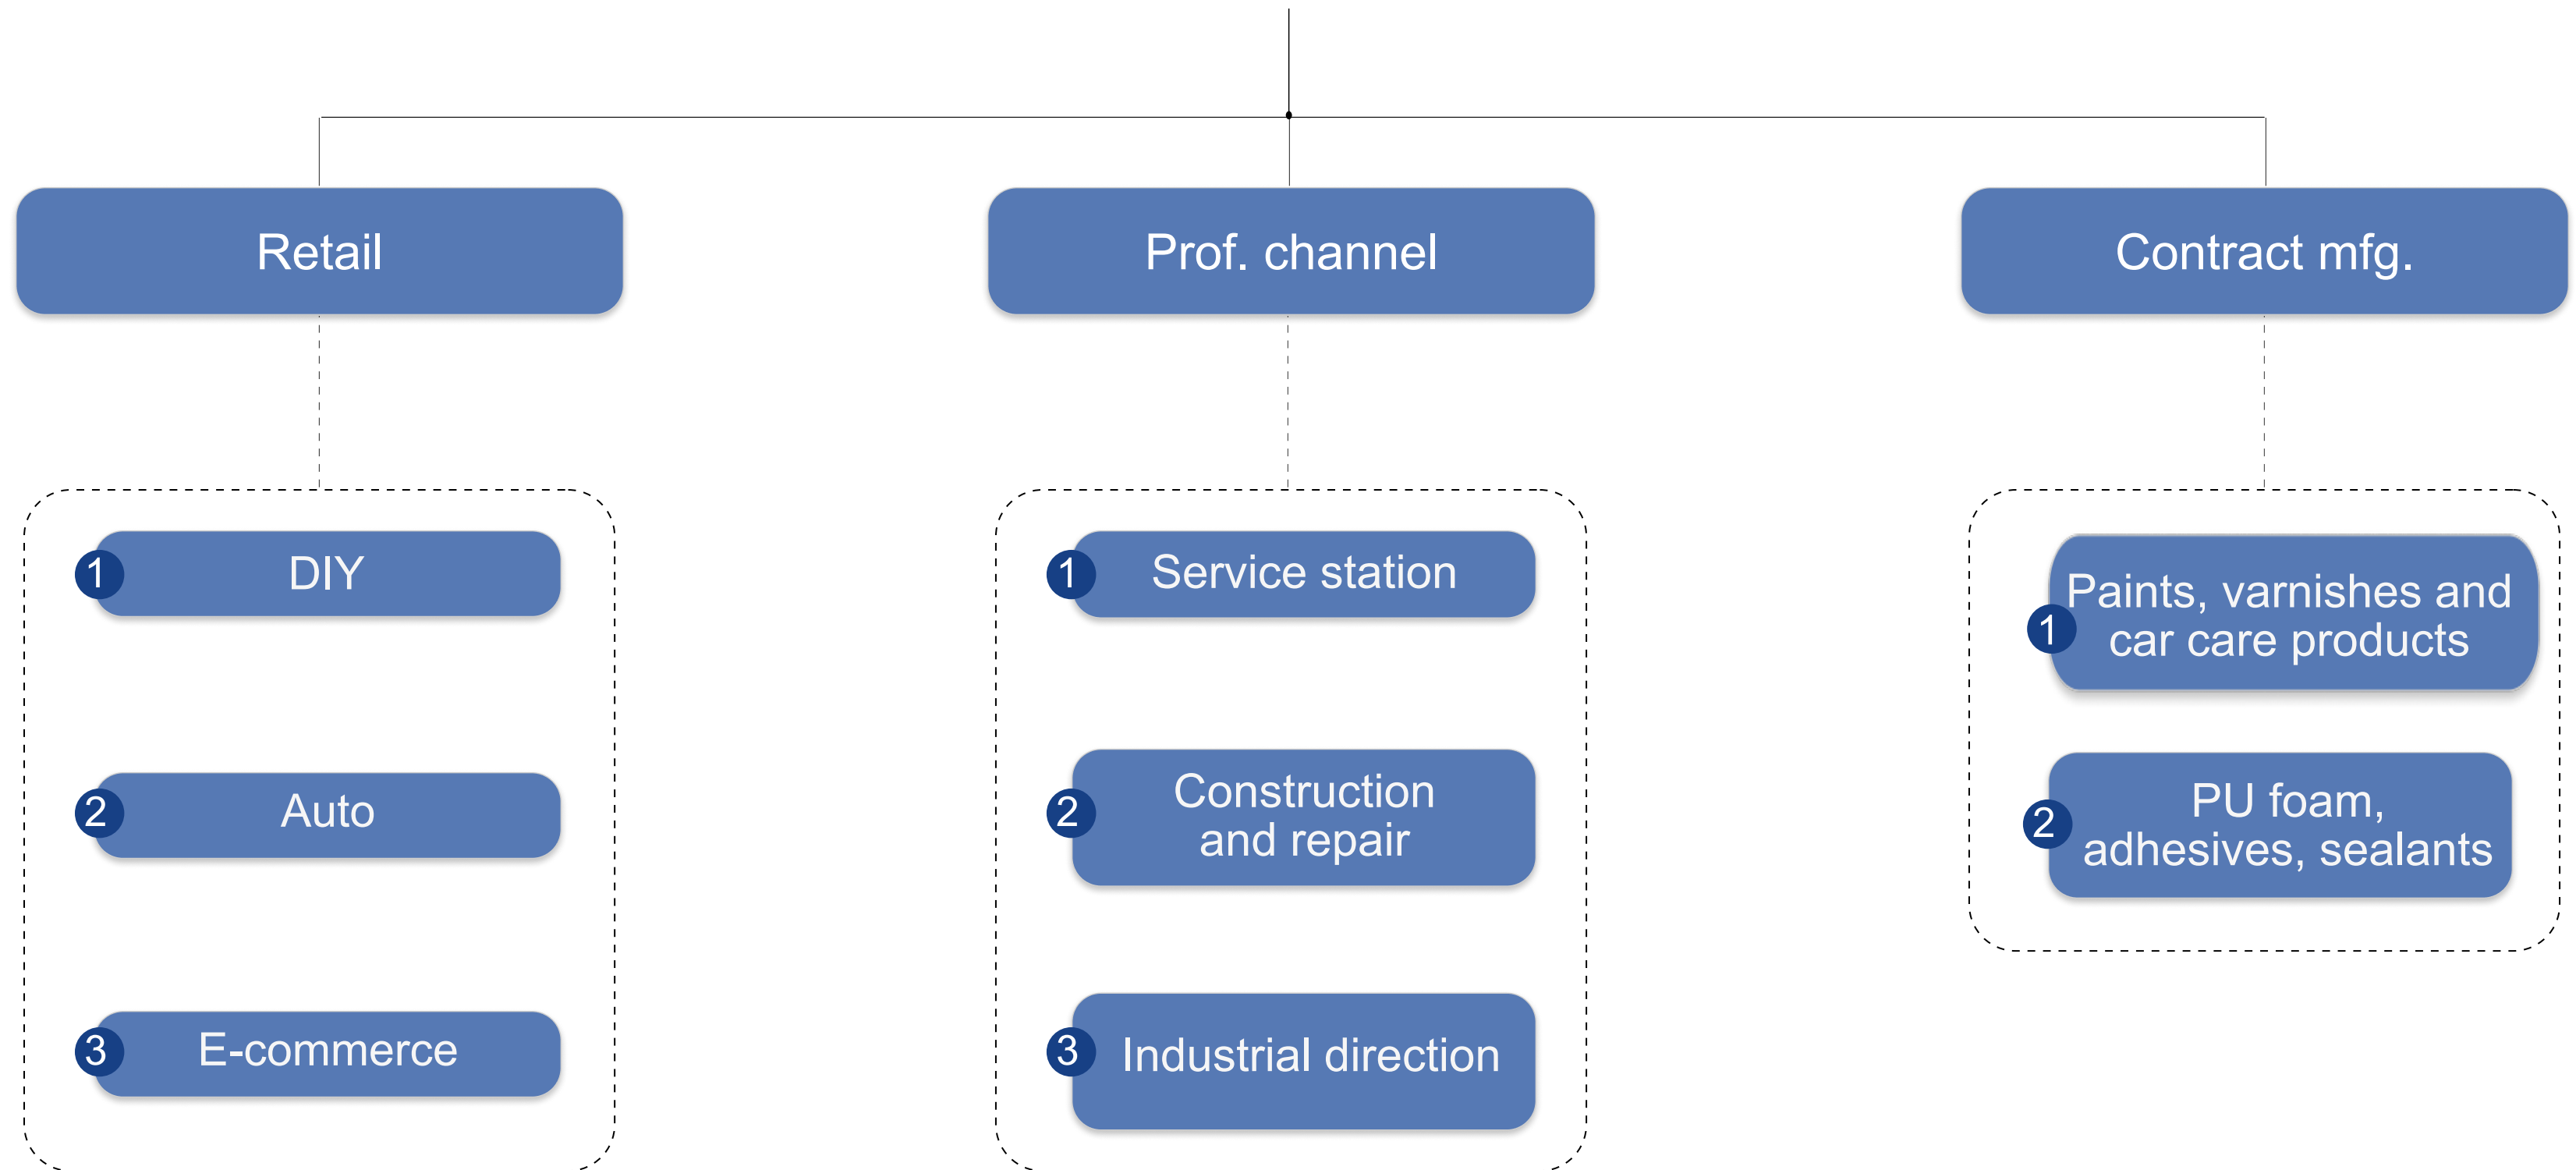 Retail
Prof. channel
Contract mfg.
1 DIY
2 Auto
3 E-commerce
1 Service station
2 Construction
and repair
3 Industrial direction
1 Paints, varnishes and
car care products
2 PU foam,
adhesives, sealants